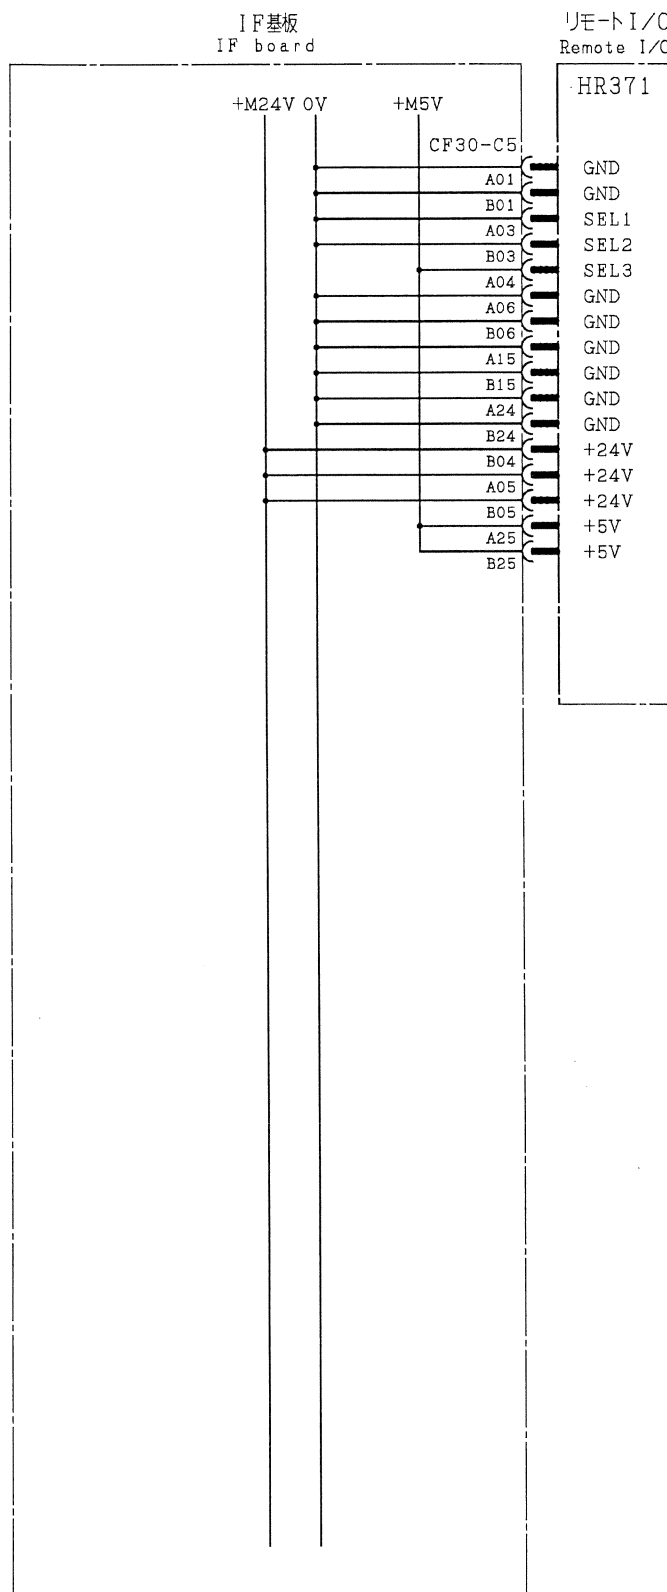 IF基板
IF board
リモートI/O
Remote I/O
HR371
+M24V 0V +M5V
CF30-C5
GND
A01
GND
B01
SEL1
A03
SEL2
B03
SEL3
A04
GND
A06
GND
B06
GND
A15
GND
B15
GND
A24
GND
B24
+24V
B04
+24V
A05
+24V
B05
+5V
A25
+5V
B25